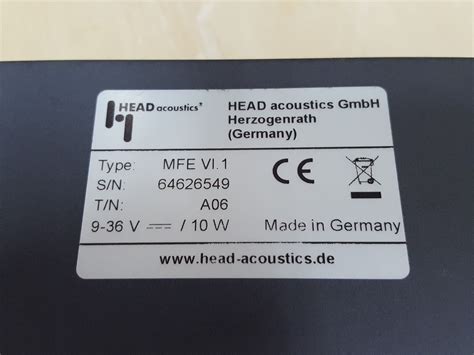 HEAD acoustics®
HEAD acoustics GmbH
Herzogenrath
(Germany)
Type: MFE VI.1
S/N: 64626549
T/N: A06
9-36 V ⎓ / 10 W
CE
Made in Germany
www.head-acoustics.de